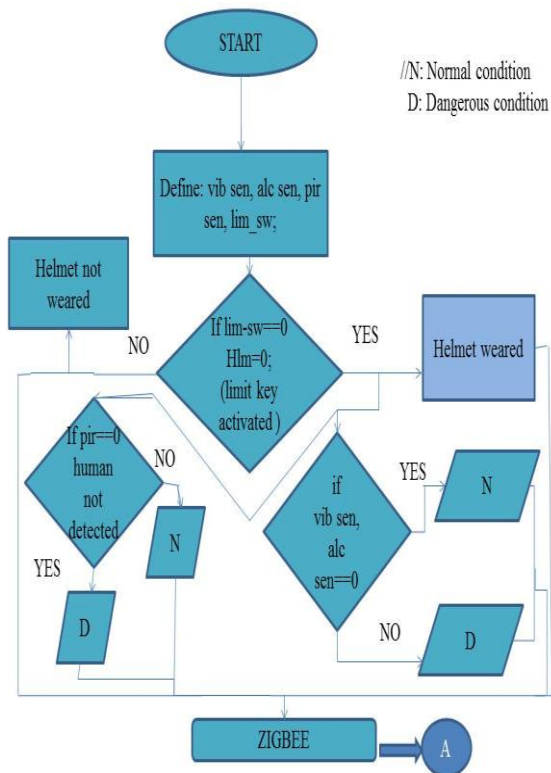 START
//N: Normal condition
D: Dangerous condition
Define: vib sen, alc sen, pir
sen, lim_sw;
Helmet not
weared
NO
If lim-sw==0
Hlm=0;
(limit key
activated )
YES
Helmet weared
If pir==0
human
not
detected
NO
N
YES
D
if
vib sen,
alc
sen==0
YES
N
NO
D
ZIGBEE
A